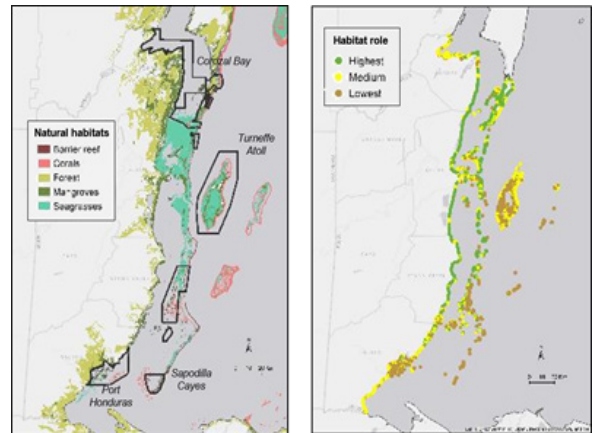 Corozal Bay
Natural habitats
Barrier reef
Corals
Forest
Mangroves
Seagrasses
Turneffe
Atoll
Port
Honduras
Sapodilla
Cayes
Habitat role
Highest
Medium
Lowest